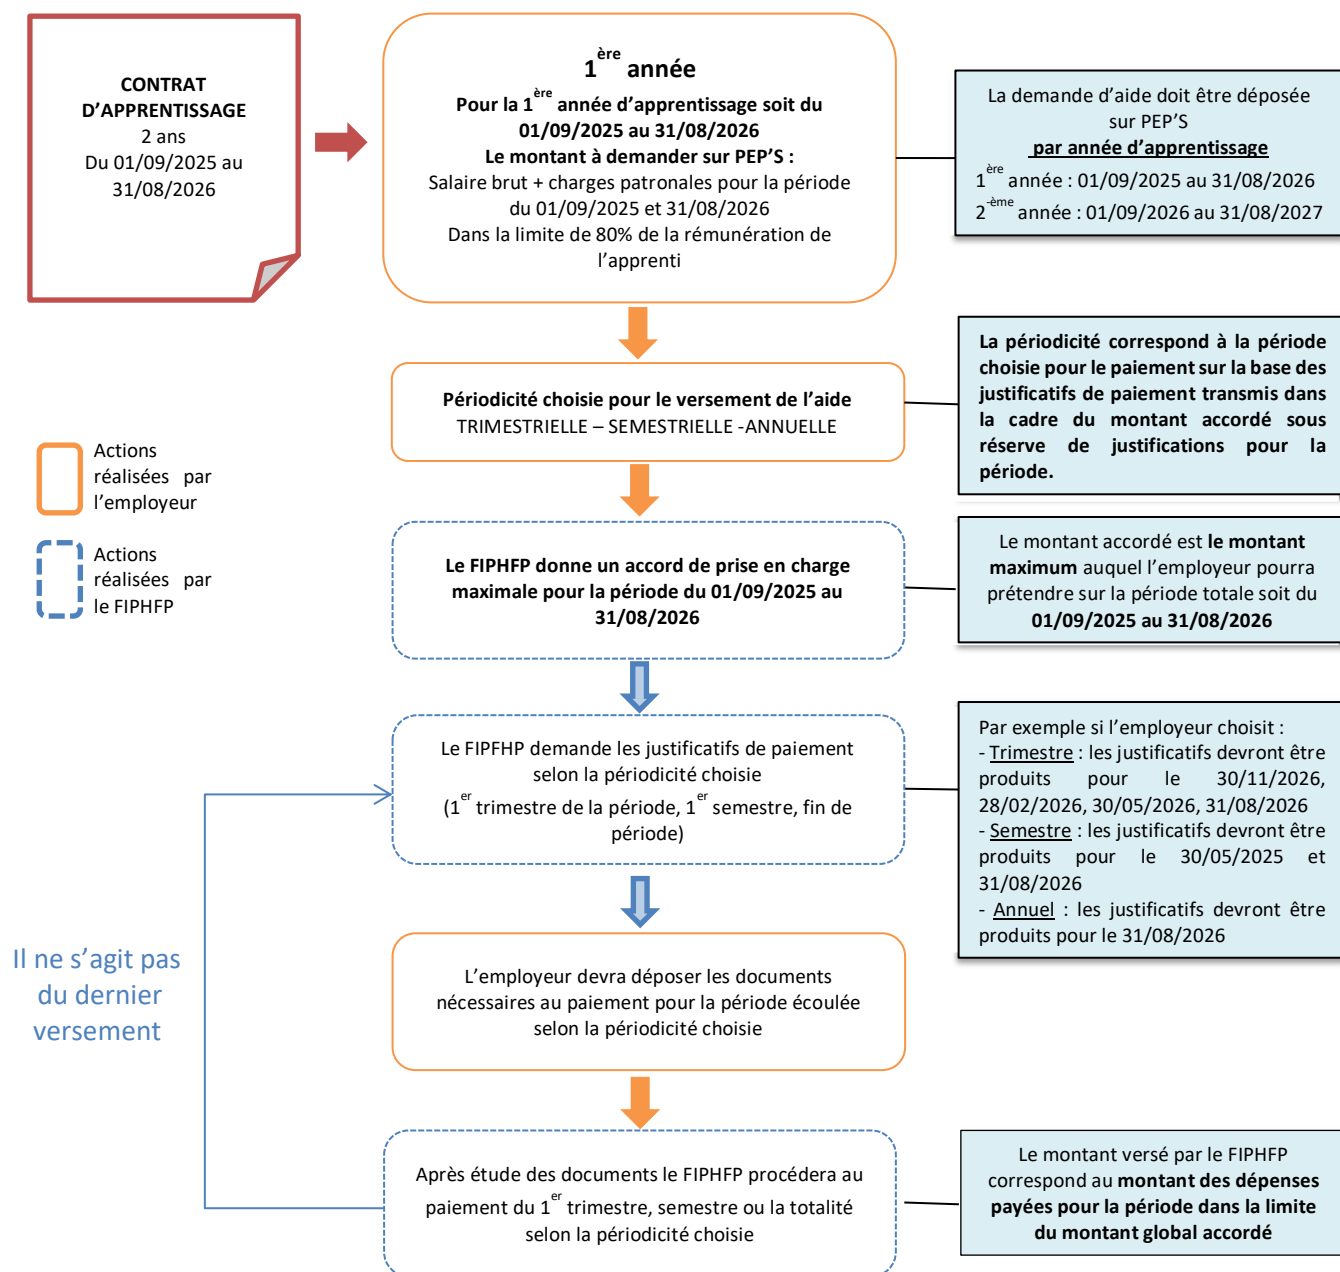 CONTRAT
D’APPRENTISSAGE
2 ans
Du 01/09/2025 au
31/08/2026
1ère année
Pour la 1ère année d’apprentissage soit du
01/09/2025 au 31/08/2026
Le montant à demander sur PEP’S :
Salaire brut + charges patronales pour la période
du 01/09/2025 et 31/08/2026
Dans la limite de 80% de la rémunération de
l’apprenti
La demande d’aide doit être déposée
sur PEP’S
par année d’apprentissage
1ère année : 01/09/2025 au 31/08/2026
2-ème année : 01/09/2026 au 31/08/2027
Périodicité choisie pour le versement de l’aide
TRIMESTRIELLE – SEMESTRIELLE -ANNUELLE
La périodicité correspond à la période
choisie pour le paiement sur la base des
justificatifs de paiement transmis dans
la cadre du montant accordé sous
réserve de justifications pour la
période.
Actions
réalisées par
l’employeur
Actions
réalisées par
le FIPHFP
Le FIPHFP donne un accord de prise en charge
maximale pour la période du 01/09/2025 au
31/08/2026
Le montant accordé est le montant
maximum auquel l’employeur pourra
prétendre sur la période totale soit du
01/09/2025 au 31/08/2026
Le FIPFHP demande les justificatifs de paiement
selon la périodicité choisie
(1er trimestre de la période, 1er semestre, fin de
période)
Par exemple si l’employeur choisit :
- Trimestre : les justificatifs devront être
produits pour le 30/11/2026,
28/02/2026, 30/05/2026, 31/08/2026
- Semestre : les justificatifs devront être
produits pour le 30/05/2025 et
31/08/2026
- Annuel : les justificatifs devront être
produits pour le 31/08/2026
Il ne s’agit pas
du dernier
versement
L’employeur devra déposer les documents
nécessaires au paiement pour la période écoulée
selon la périodicité choisie
Après étude des documents le FIPHFP procédera au
paiement du 1er trimestre, semestre ou la totalité
selon la périodicité choisie
Le montant versé par le FIPHFP
correspond au montant des dépenses
payées pour la période dans la limite
du montant global accordé